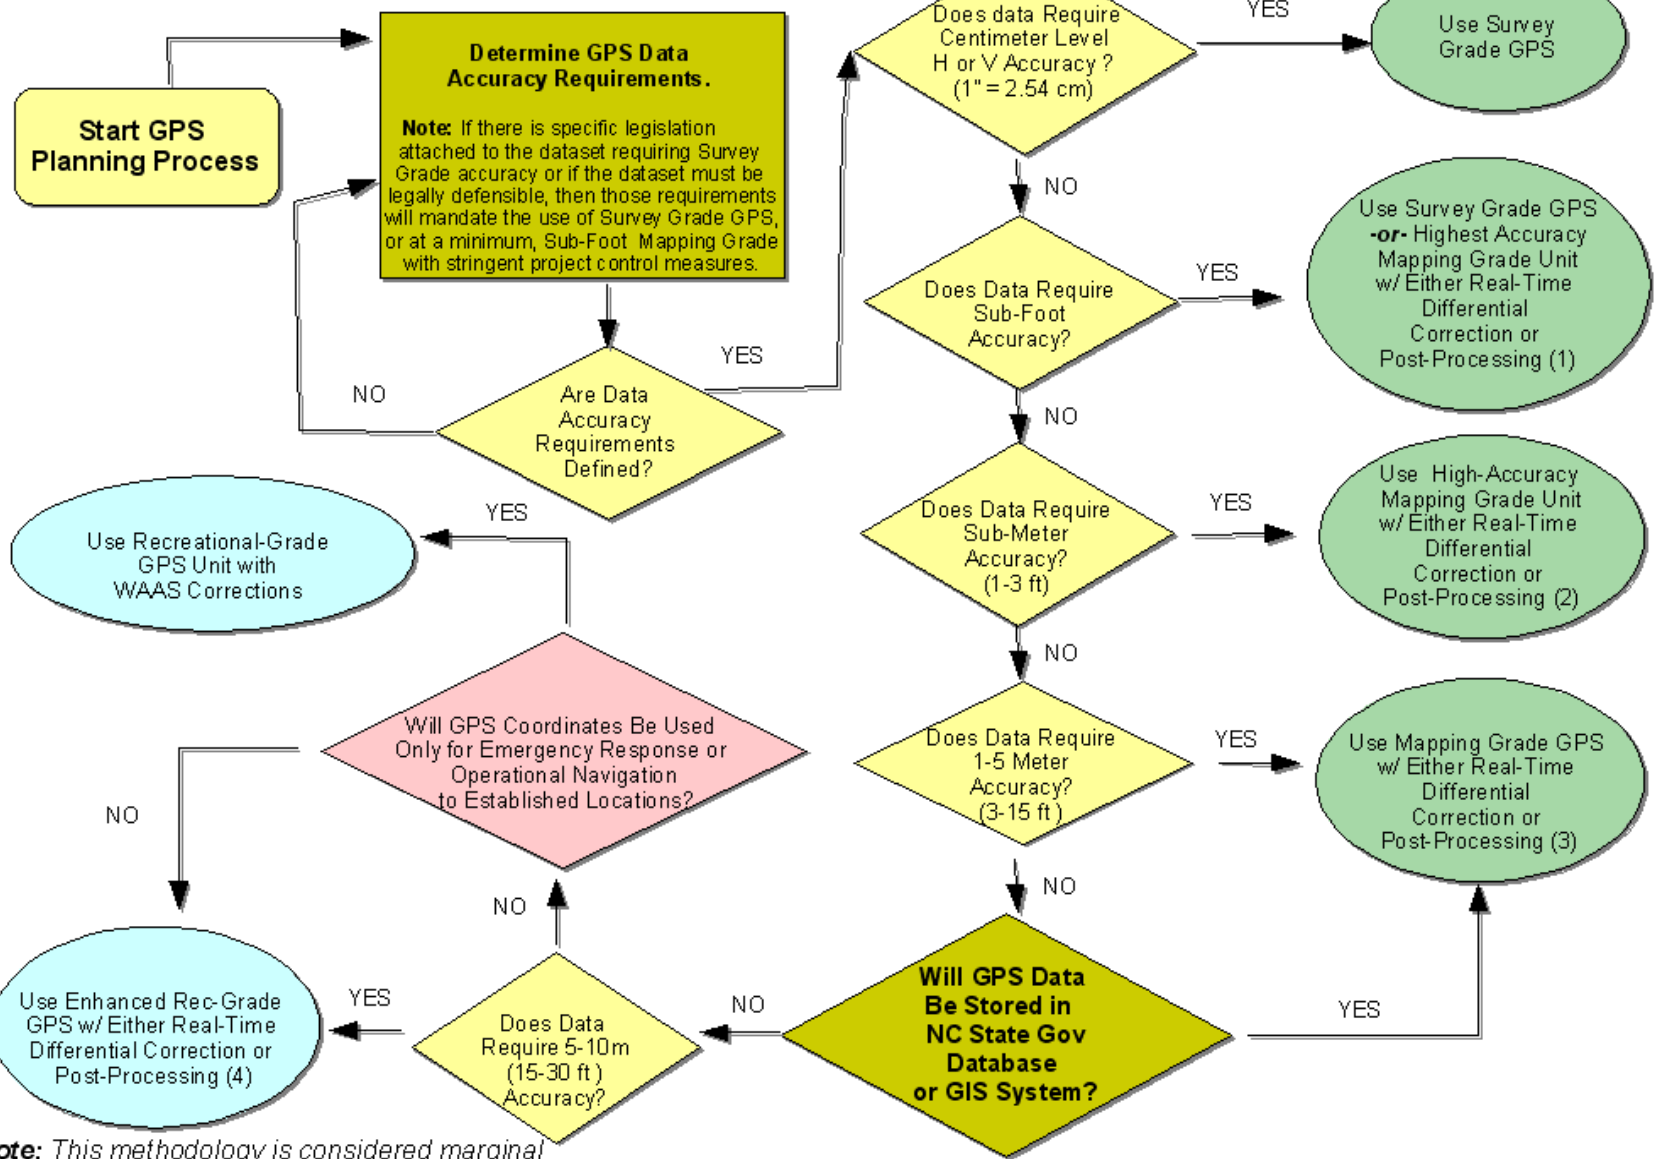 Start GPS
Planning Process
Determine GPS Data
Accuracy Requirements.
Note: If there is specific legislation
attached to the dataset requiring Survey
Grade accuracy or if the dataset must be
legally defensible, then those requirements
will mandate the use of Survey Grade GPS,
or at a minimum, Sub-Foot Mapping Grade
with stringent project control measures.
Are Data
Accuracy
Requirements
Defined?
NO
YES
Does data Require
Centimeter Level
H or V Accuracy ?
(1" = 2.54 cm)
YES
Use Survey
Grade GPS
NO
Does Data Require
Sub-Foot
Accuracy?
YES
Use Survey Grade GPS
-or- Highest Accuracy
Mapping Grade Unit
w/ Either Real-Time
Differential
Correction or
Post-Processing (1)
NO
Does Data Require
Sub-Meter
Accuracy?
(1-3 ft)
YES
Use High-Accuracy
Mapping Grade Unit
w/ Either Real-Time
Differential
Correction or
Post-Processing (2)
NO
Does Data Require
1-5 Meter
Accuracy?
(3-15 ft )
YES
Use Mapping Grade GPS
w/ Either Real-Time
Differential
Correction or
Post-Processing (3)
NO
Will GPS Data
Be Stored in
NC State Gov
Database
or GIS System?
YES
NO
Does Data
Require 5-10m
(15-30 ft )
Accuracy?
YES
Use Enhanced Rec-Grade
GPS w/ Either Real-Time
Differential Correction or
Post-Processing (4)
NO
Will GPS Coordinates Be Used
Only for Emergency Response or
Operational Navigation
to Established Locations?
NO
YES
Use Recreational-Grade
GPS Unit with
WAAS Corrections
ote: This methodology is considered marginal